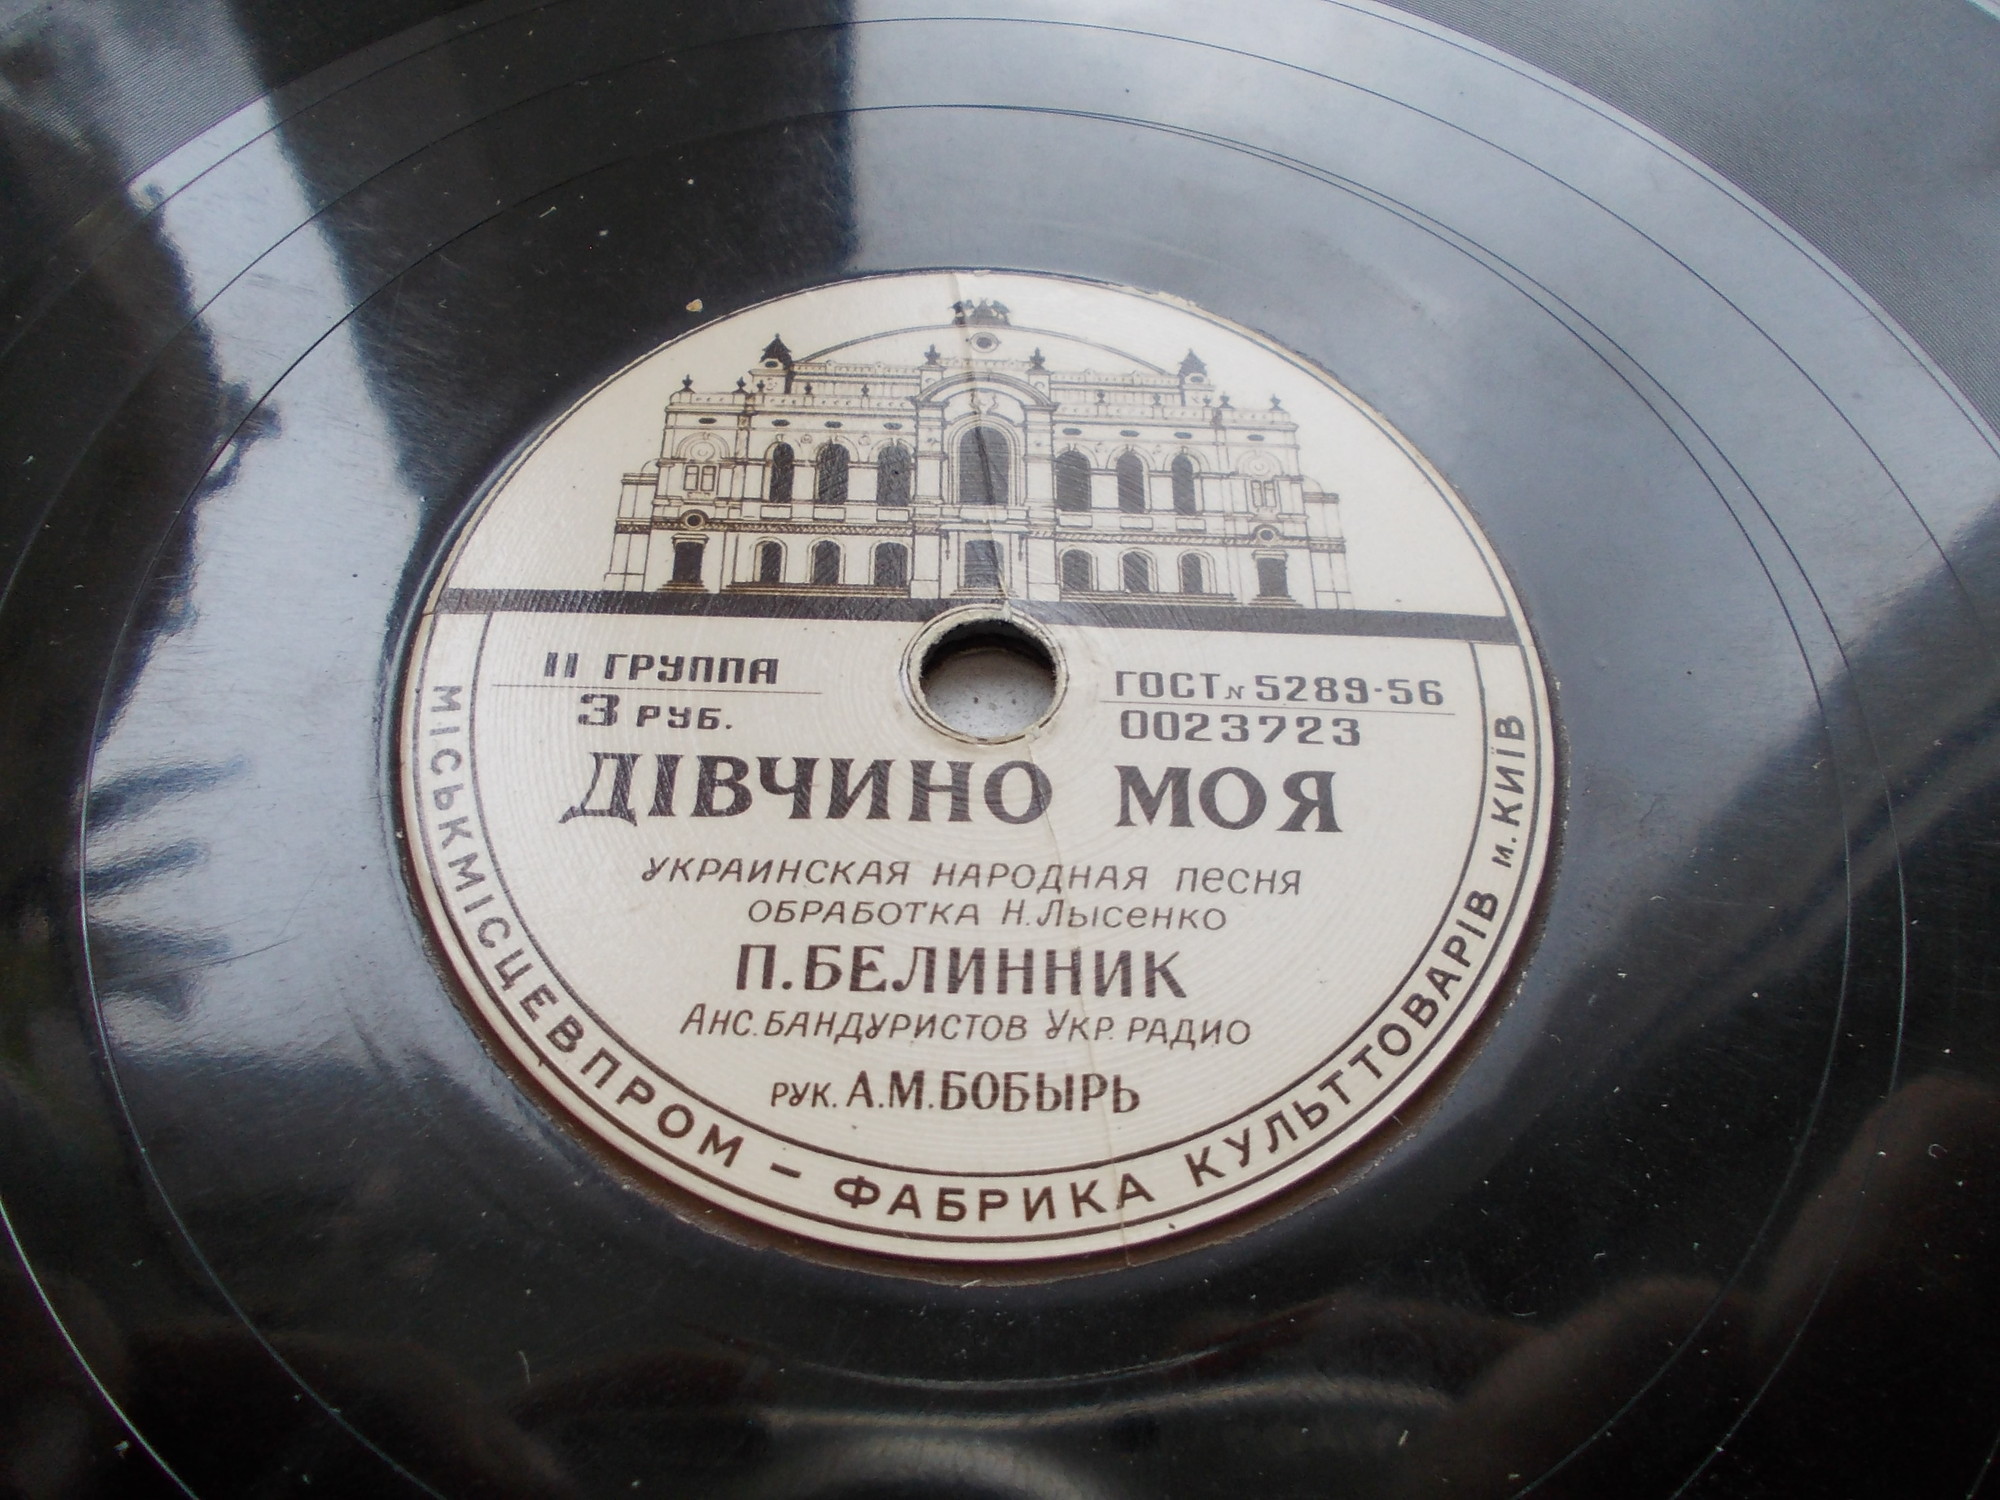 II ГРУППА
3 РУБ.
ГОСТ N 5289-56
0023723
ДІВЧИНО МОЯ
УКРАИНСКАЯ НАРОДНАЯ ПЕСНЯ
ОБРАБОТКА Н.ЛЫСЕНКО
П.БЕЛИННИК
АНС.БАНДУРИСТОВ УКР. РАДИО
РУК. А.М.БОБЫРЬ
МІСЬКМІСЦЕВПРОМ – ФАБРИКА КУЛЬТТОВАРІВ м. КИЇВ